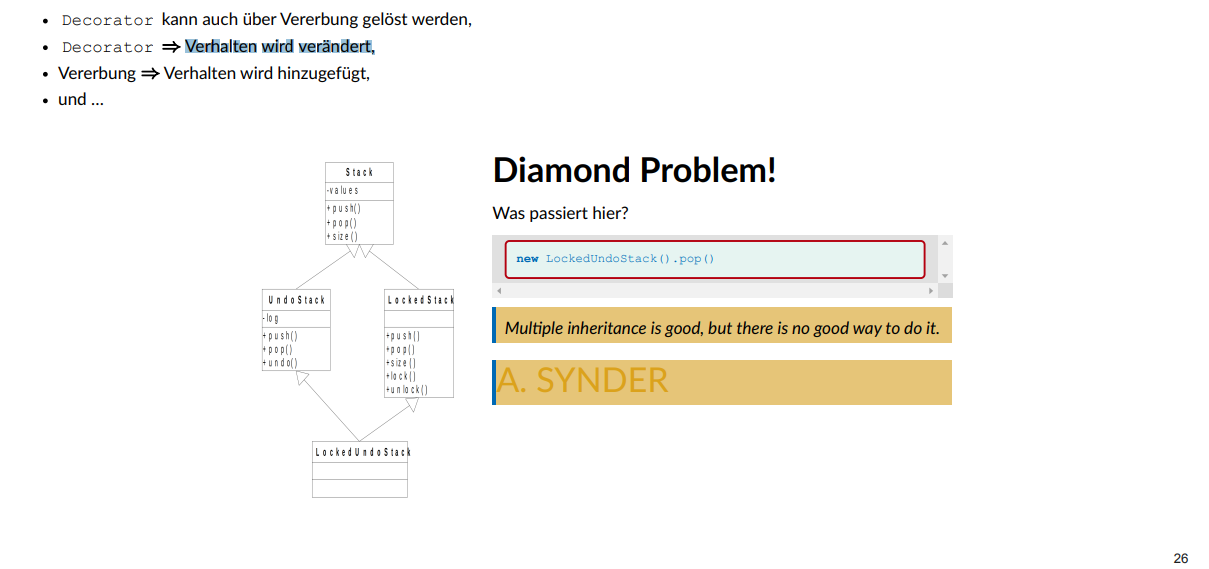 • Decorator kann auch über Vererbung gelöst werden,
• Decorator ⇒ Verhalten wird verändert,
• Vererbung ⇒ Verhalten wird hinzugefügt,
• und ...
Stack
-values
+push()
+pop()
+size()
UndoStack
-log
+push()
+pop()
+undo()
LockedStack
+push()
+pop()
+size()
+lock()
+unlock()
LockedUndoStack
Diamond Problem!
Was passiert hier?
new LockedUndoStack().pop()
Multiple inheritance is good, but there is no good way to do it.
A. SYNDER
26